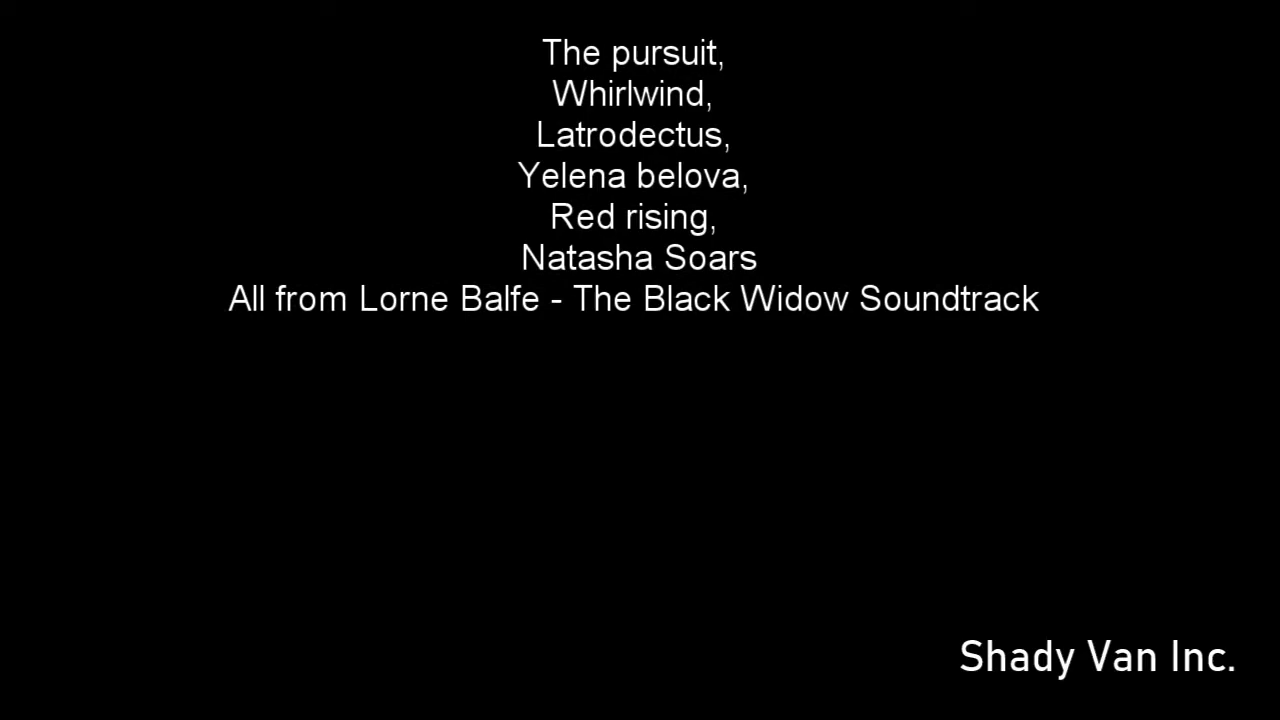 The pursuit,
Whirlwind,
Latrodectus,
Yelena belova,
Red rising,
Natasha Soars
All from Lorne Balfe - The Black Widow Soundtrack
Shady Van Inc.